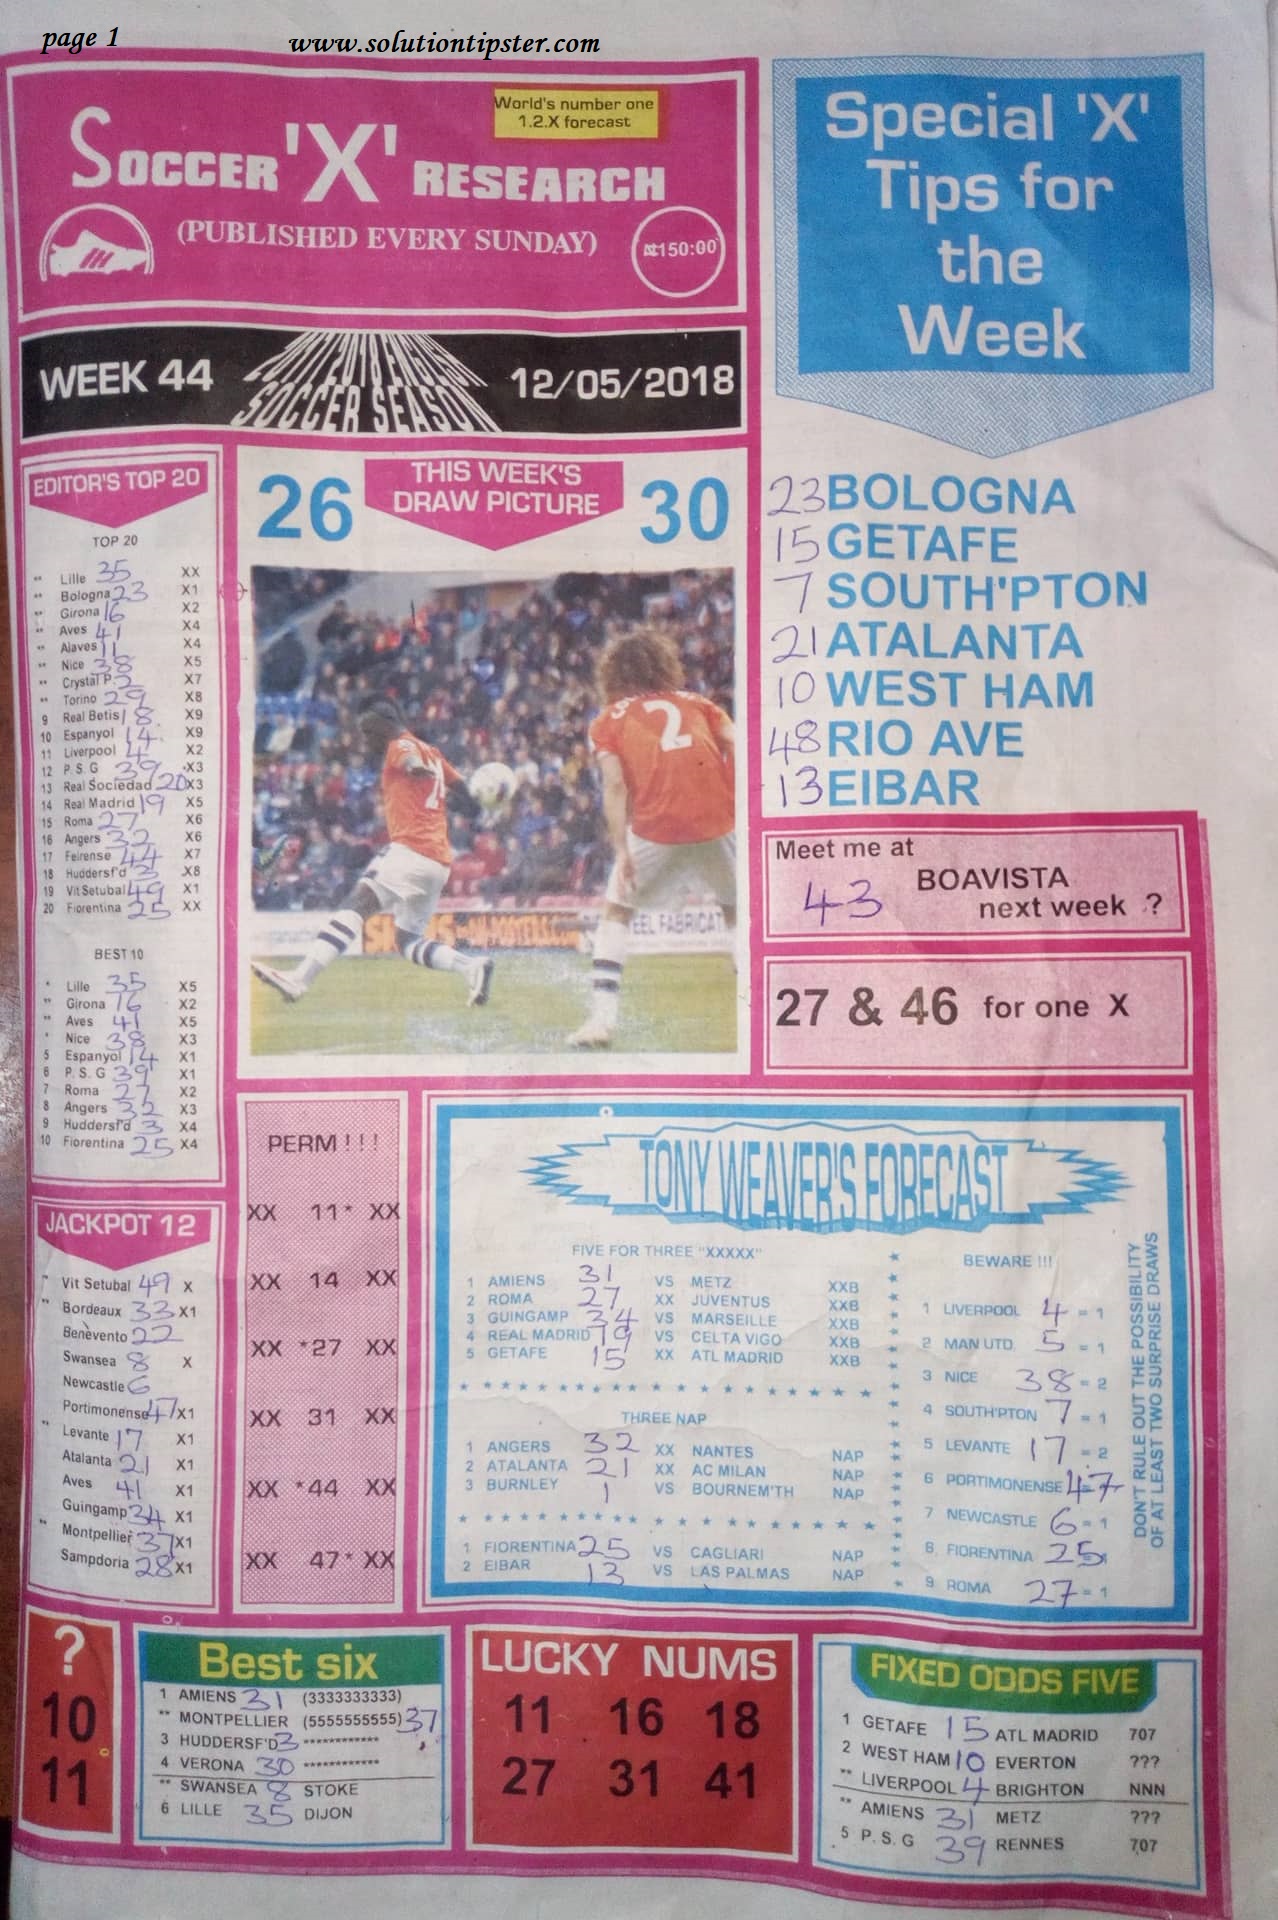 page 1
www.solutiontipster.com
World's number one
1.2.X forecast
SOCCER 'X' RESEARCH
(PUBLISHED EVERY SUNDAY)
₦150:00
WEEK 44
2017/2018 ENGLISH
SOCCER SEASON
12/05/2018
Special 'X'
Tips for
the
Week
23 BOLOGNA
15 GETAFE
7 SOUTH'PTON
21 ATALANTA
10 WEST HAM
48 RIO AVE
13 EIBAR
Meet me at
43 BOAVISTA
next week ?
27 & 46 for one X
EDITOR'S TOP 20
TOP 20
** Lille 35 XX
** Bologna 23 X1
** Girona 16 X2
** Aves 41 X4
** Alaves 11 X4
** Nice 38 X5
** Crystal P. 2 X7
** Torino 29 X8
9 Real Betis 18 X9
10 Espanyol 14 X9
11 Liverpool 4 X2
12 P.S.G 39 X3
13 Real Sociedad 20 X3
14 Real Madrid 19 X5
15 Roma 27 X6
16 Angers 32 X6
17 Feirense 44 X7
18 Huddersf'd 3 X8
19 Vit Setubal 49 X1
20 Fiorentina 25 XX
BEST 10
* Lille 35 X5
** Girona 16 X2
** Aves 41 X5
* Nice 38 X3
5 Espanyol 14 X1
6 P.S.G 39 X1
7 Roma 27 X2
8 Angers 32 X3
9 Huddersf'd 3 X4
10 Fiorentina 25 X4
26
THIS WEEK'S
DRAW PICTURE
30
2
JACKPOT 12
Vit Setubal 49 X
** Bordeaux 33 X1
Benevento 22
Swansea 8 X
Newcastle 6
Portimonense 47 X1
** Levante 17 X1
Atalanta 21 X1
Aves 41 X1
Guingamp 34 X1
** Montpellier 37 X1
Sampdoria 28 X1
PERM ! ! !
XX 11* XX
XX 14 XX
XX *27 XX
XX 31 XX
XX *44 XX
XX 47* XX
TONY WEAVER'S FORECAST
FIVE FOR THREE "XXXXX"
1 AMIENS 31 VS METZ XXB
2 ROMA 27 XX JUVENTUS XXB
3 GUINGAMP 34 VS MARSEILLE XXB
4 REAL MADRID 19 VS CELTA VIGO XXB
5 GETAFE 15 XX ATL MADRID XXB
THREE NAP
1 ANGERS 32 XX NANTES NAP
2 ATALANTA 21 XX AC MILAN NAP
3 BURNLEY 1 VS BOURNEM'TH NAP
1 FIORENTINA 25 VS CAGLIARI NAP
2 EIBAR 13 VS LAS PALMAS NAP
BEWARE !!!
1 LIVERPOOL 4 = 1
2 MAN UTD. 5 = 1
3 NICE 38 = 2
4 SOUTH'PTON 7 = 1
5 LEVANTE 17 = 2
6 PORTIMONENSE 47
7 NEWCASTLE 6 = 1
8. FIORENTINA 25
9 ROMA 27 = 1
DON'T RULE OUT THE POSSIBILITY
OF AT LEAST TWO SURPRISE DRAWS
?
10
11
Best six
1 AMIENS 31 (3333333333)
** MONTPELLIER (5555555555) 37
3 HUDDERSF'D 3 ************
4 VERONA 30 ************
** SWANSEA 8 STOKE
6 LILLE 35 DIJON
LUCKY NUMS
11 16 18
27 31 41
FIXED ODDS FIVE
1 GETAFE 15 ATL MADRID 707
2 WEST HAM 10 EVERTON ???
** LIVERPOOL 4 BRIGHTON NNN
** AMIENS 31 METZ ???
5 P.S.G 39 RENNES 707